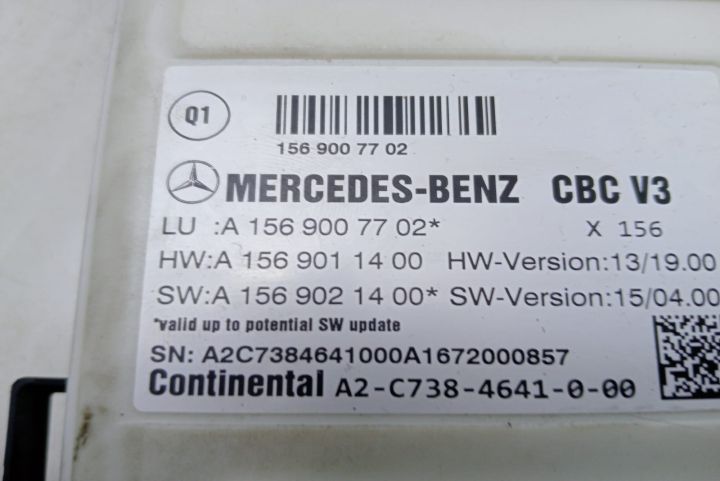 Q1
156 900 77 02
MERCEDES-BENZ CBC V3
LU :A 156 900 77 02* X 156
HW:A 156 901 14 00 HW-Version:13/19.00
SW:A 156 902 14 00* SW-Version:15/04.00
*valid up to potential SW update
SN: A2C7384641000A1672000857
Continental A2-C738-4641-0-00